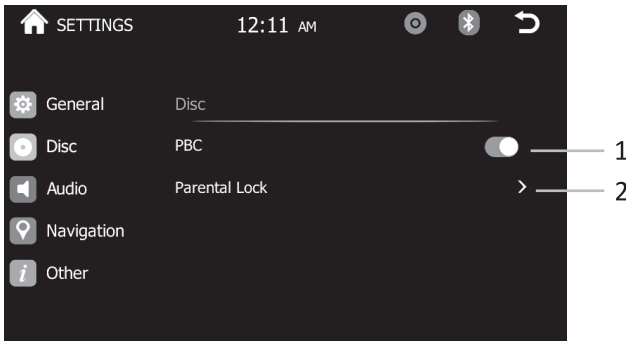 SETTINGS 12:11 AM
General Disc
Disc PBC 1
Audio Parental Lock > 2
Navigation
i Other